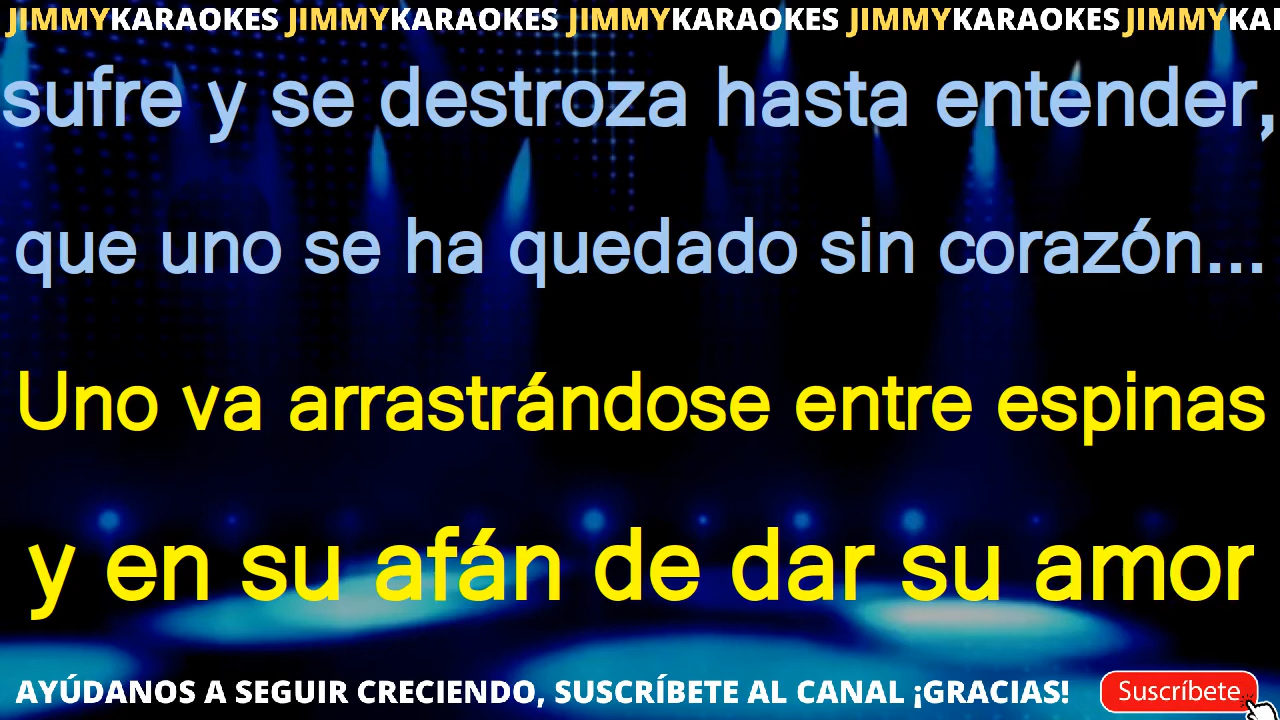 JIMMYKARAOKES JIMMYKARAOKES JIMMYKARAOKES JIMMYKARAOKES JIMMYKAI
sufre y se destroza hasta entender,
que uno se ha quedado sin corazón...
Uno va arrastrándose entre espinas
y en su afán de dar su amor
AYÚDANOS A SEGUIR CRECIENDO, SUSCRÍBETE AL CANAL ¡GRACIAS! Suscríbete